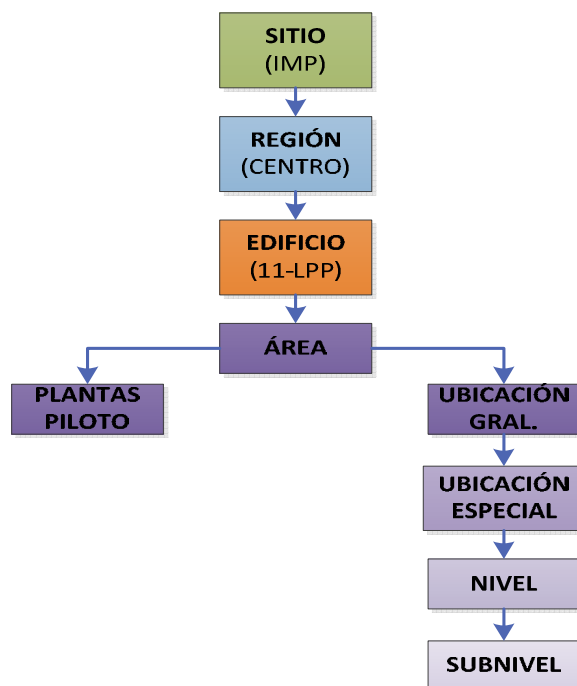 SITIO
(IMP)
REGIÓN
(CENTRO)
EDIFICIO
(11-LPP)
ÁREA
PLANTAS
PILOTO
UBICACIÓN
GRAL.
UBICACIÓN
ESPECIAL
NIVEL
SUBNIVEL